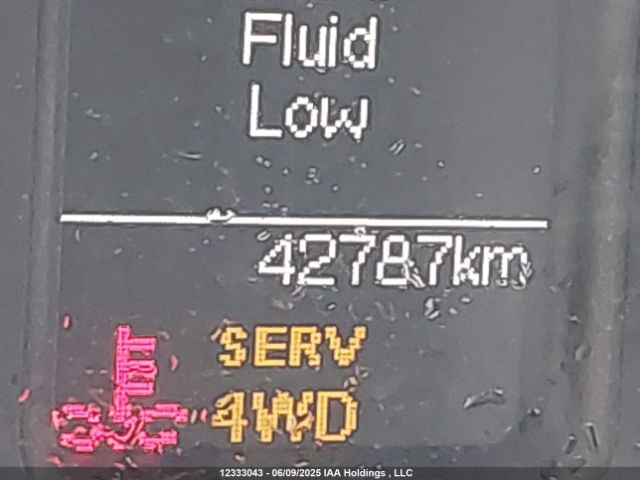 Fluid
Low
42787km
SERV
4WD
12333043 - 06/09/2025 IAA Holdings , LLC